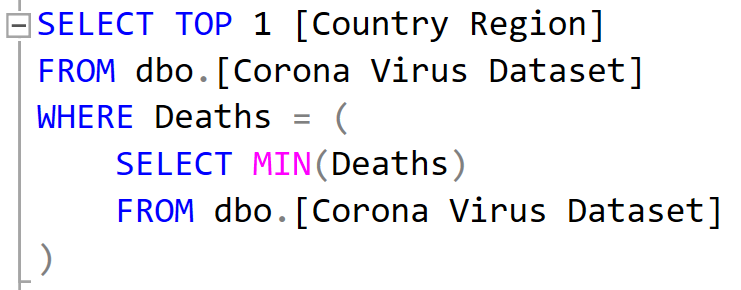 SELECT TOP 1 [Country Region]
FROM dbo.[Corona Virus Dataset]
WHERE Deaths = (
    SELECT MIN(Deaths)
    FROM dbo.[Corona Virus Dataset]
)